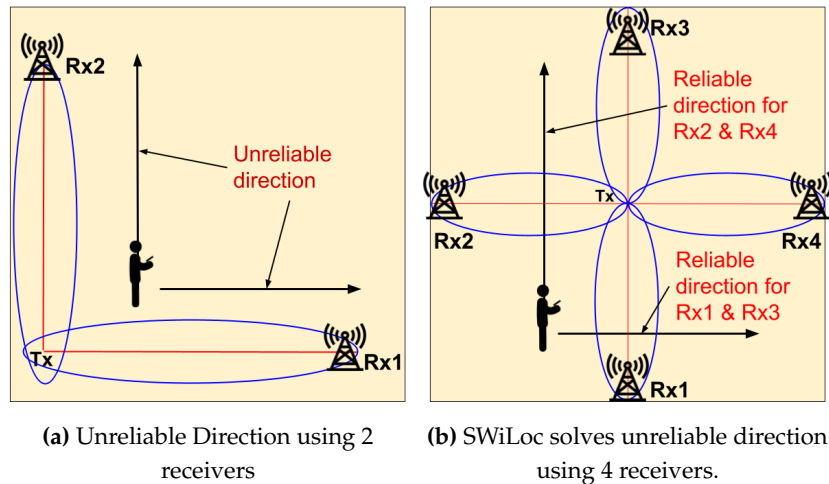 Rx2
Unreliable
direction
Tx
Rx1
Rx3
Reliable
direction for
Rx2 & Rx4
Tx
Rx2
Rx4
Reliable
direction for
Rx1 & Rx3
Rx1
(a) Unreliable Direction using 2
receivers
(b) SWiLoc solves unreliable direction
using 4 receivers.